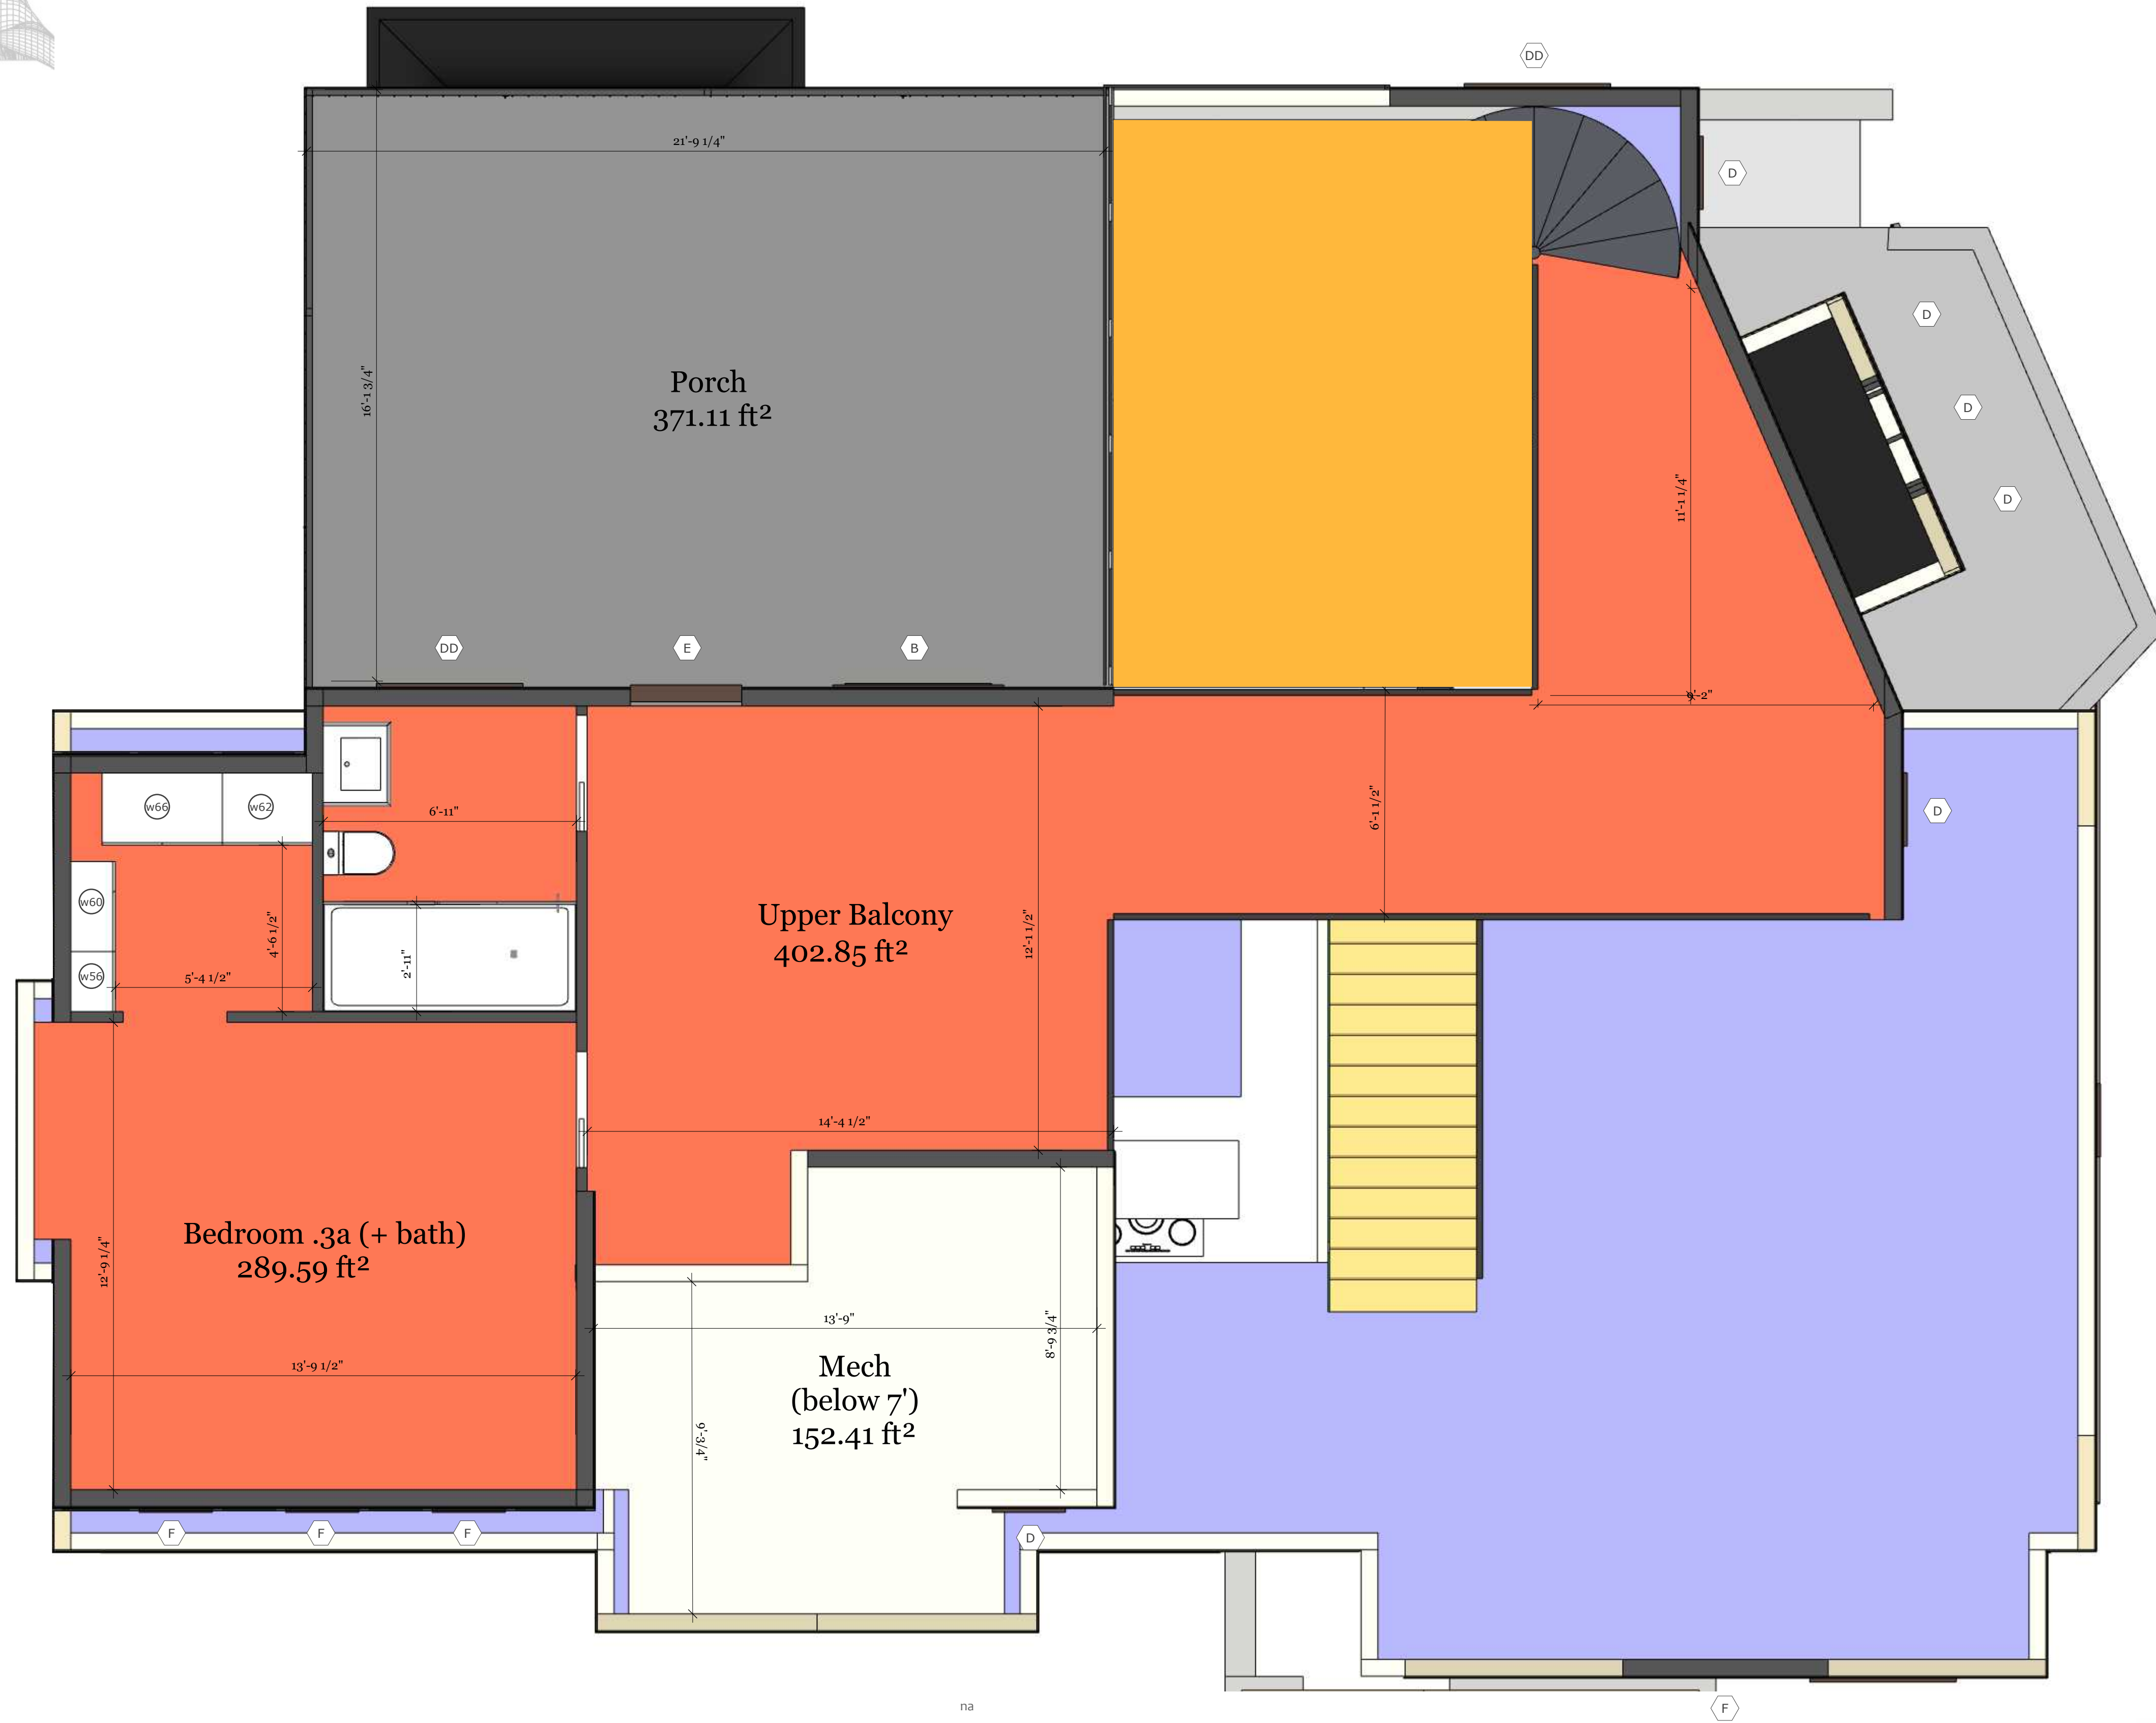 DD
D
21'-9 1/4"
D
16'-1 3/4"
Porch
371.11 ft²
D
11'-1 1/4"
D
DD
E
B
9'-2"
w66
w62
6'-11"
6'-1 1/2"
D
w60
4'-6 1/2"
Upper Balcony
402.85 ft²
12'-1 1/2"
2'-11"
w56
5'-4 1/2"
14'-4 1/2"
Bedroom .3a (+ bath)
289.59 ft²
12'-9 1/4"
13'-9"
8'-9 3/4"
13'-9 1/2"
Mech
(below 7')
152.41 ft²
9'-3/4"
F
F
F
D
na
F